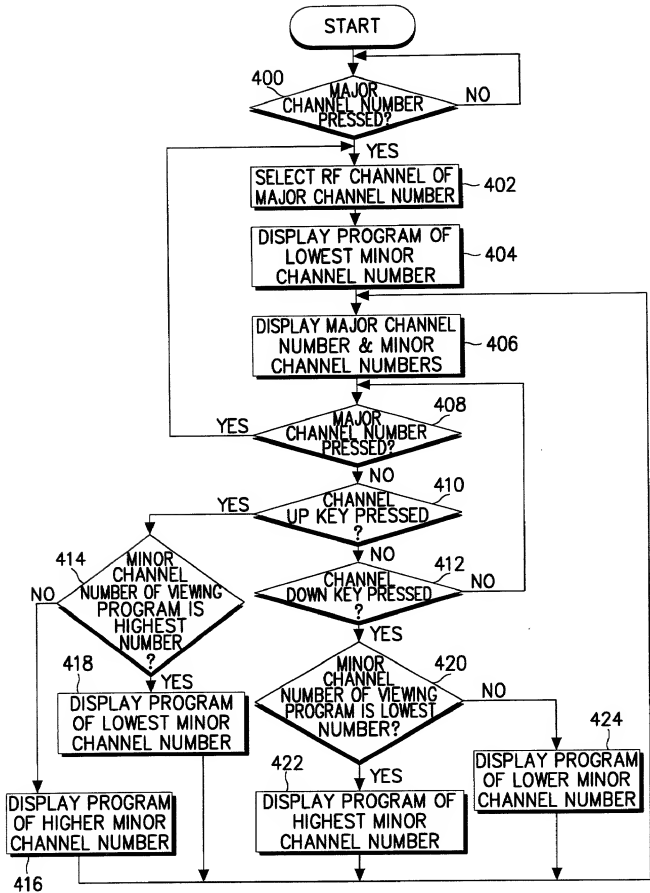 START
400
MAJOR
CHANNEL NUMBER
PRESSED?
NO
YES
SELECT RF CHANNEL OF
MAJOR CHANNEL NUMBER
402
DISPLAY PROGRAM OF
LOWEST MINOR
CHANNEL NUMBER
404
DISPLAY MAJOR CHANNEL
NUMBER & MINOR
CHANNEL NUMBERS
406
408
MAJOR
CHANNEL NUMBER
PRESSED?
YES
NO
410
CHANNEL
UP KEY PRESSED
?
YES
NO
412
CHANNEL
DOWN KEY PRESSED
?
NO
YES
414
MINOR
CHANNEL
NUMBER OF VIEWING
PROGRAM IS
HIGHEST
NUMBER
?
NO
YES
418
DISPLAY PROGRAM
OF LOWEST MINOR
CHANNEL NUMBER
420
MINOR
CHANNEL
NUMBER OF VIEWING
PROGRAM IS LOWEST
NUMBER?
NO
YES
424
DISPLAY PROGRAM
OF LOWER MINOR
CHANNEL NUMBER
422
DISPLAY PROGRAM OF
HIGHEST MINOR
CHANNEL NUMBER
DISPLAY PROGRAM
OF HIGHER MINOR
CHANNEL NUMBER
416